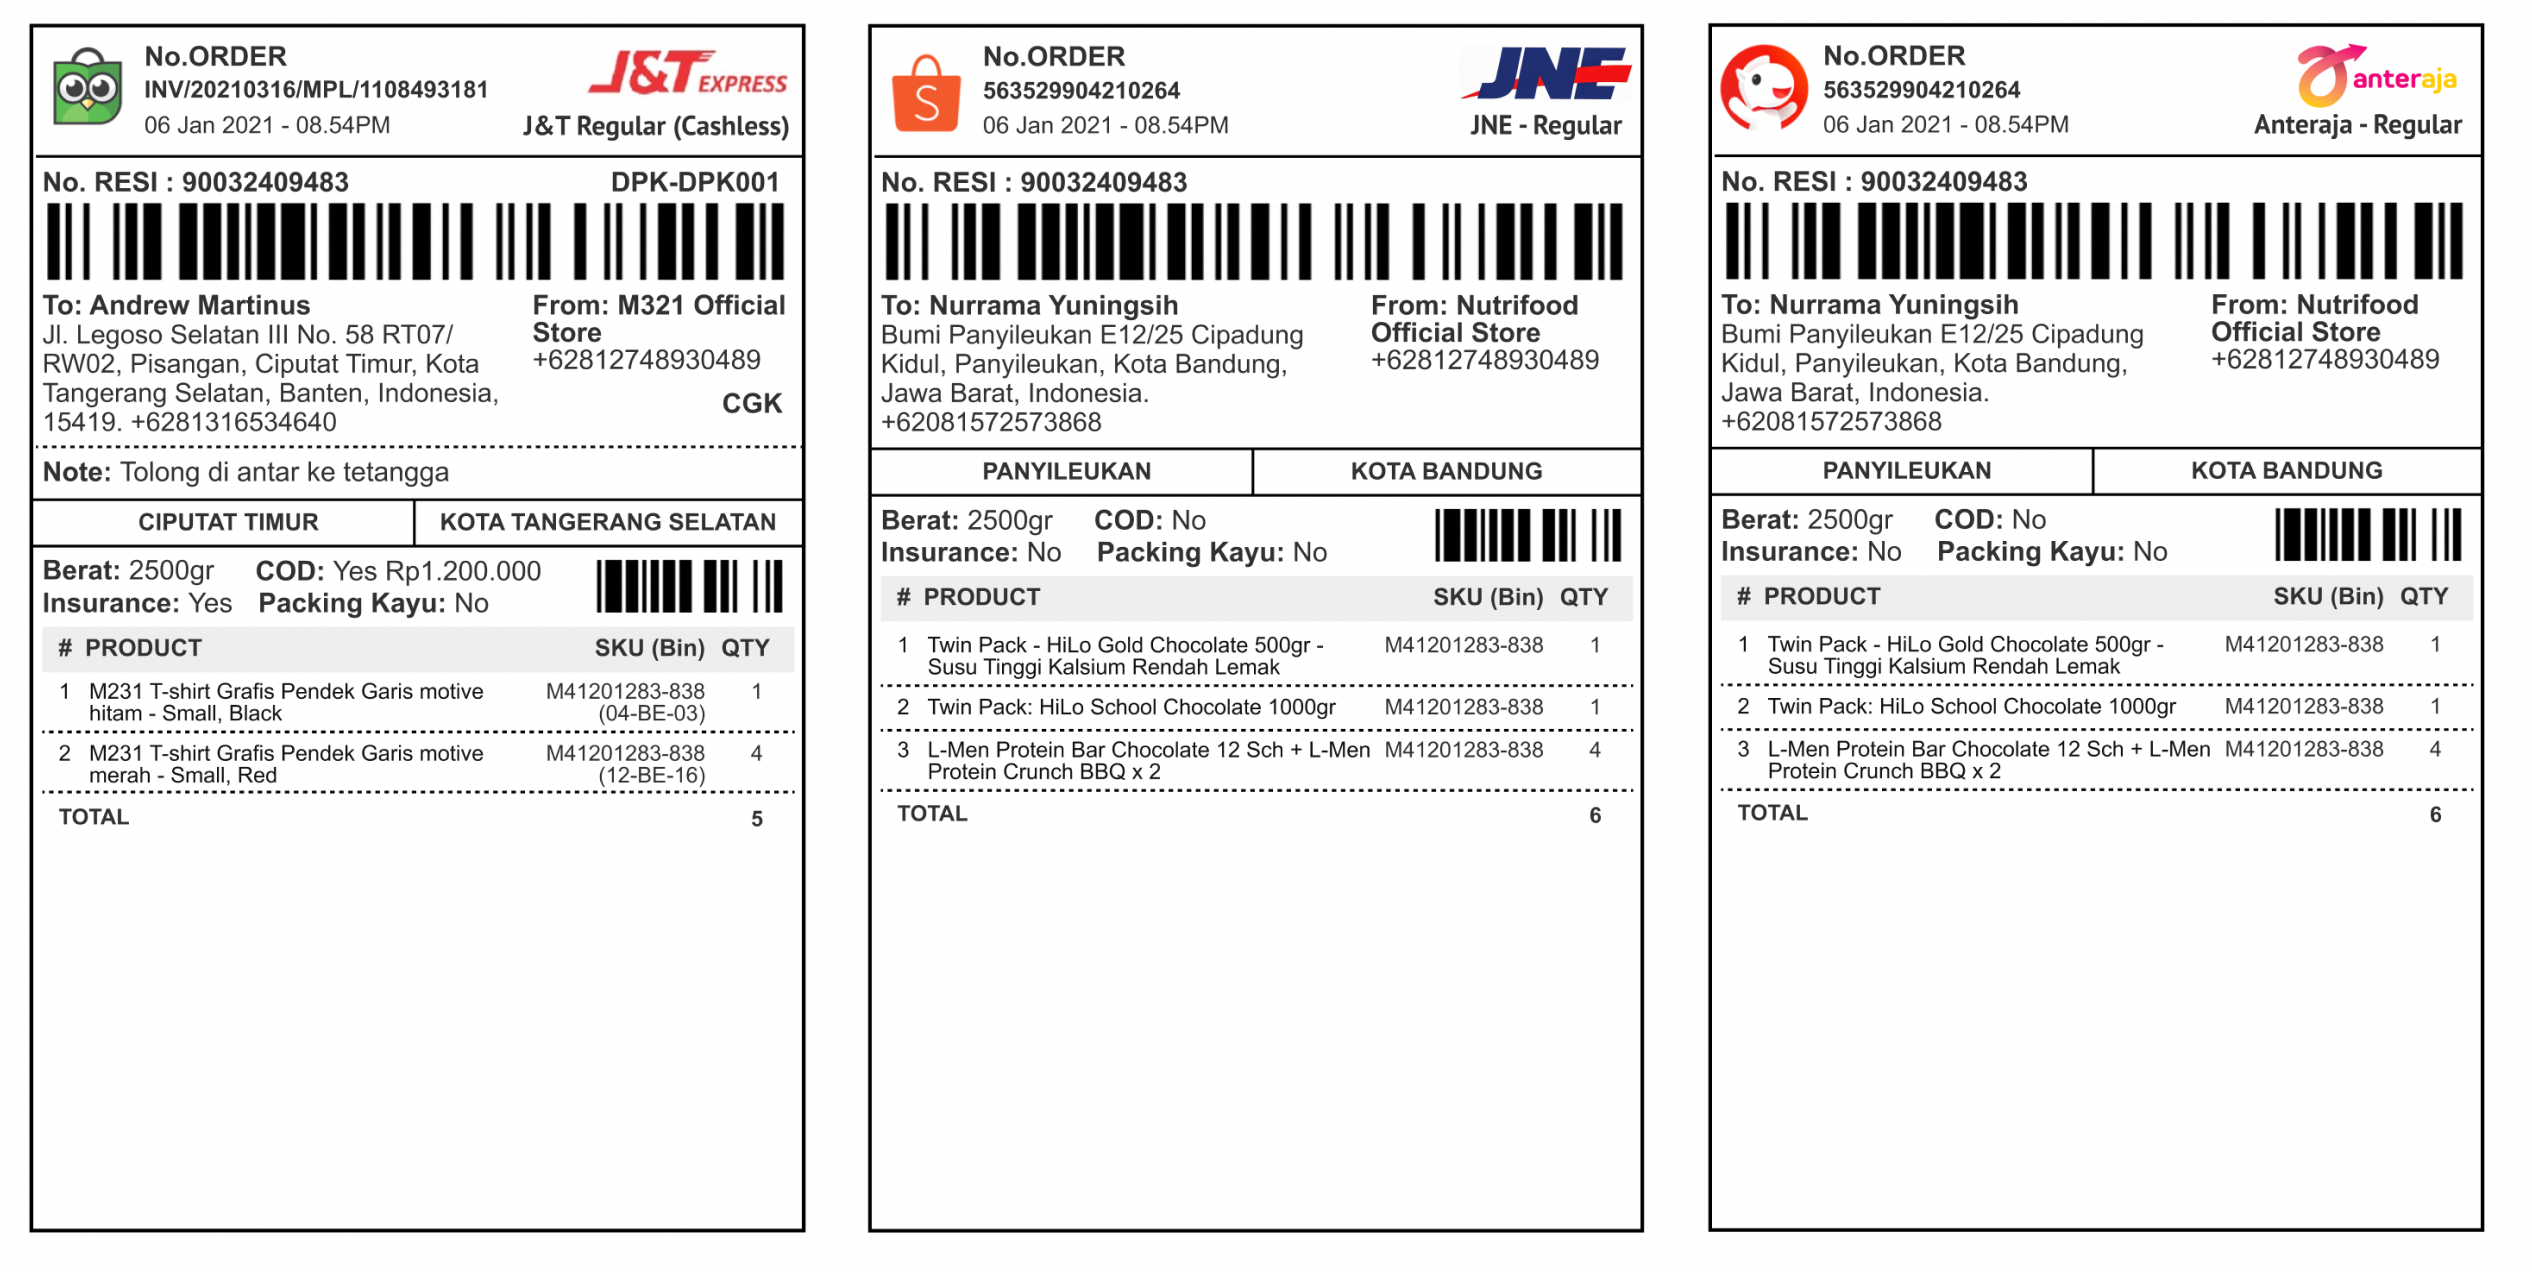 No.ORDER
INV/20210316/MPL/1108493181
06 Jan 2021 - 08.54PM
J&T EXPRESS
J&T Regular (Cashless)
No. RESI : 90032409483
DPK-DPK001
To: Andrew Martinus
Jl. Legoso Selatan III No. 58 RT07/
RW02, Pisangan, Ciputat Timur, Kota
Tangerang Selatan, Banten, Indonesia,
15419. +6281316534640
From: M321 Official
Store
+62812748930489
CGK
Note: Tolong di antar ke tetangga
CIPUTAT TIMUR
KOTA TANGERANG SELATAN
Berat: 2500gr COD: Yes Rp1.200.000
Insurance: Yes Packing Kayu: No
# PRODUCT SKU (Bin) QTY
1 M231 T-shirt Grafis Pendek Garis motive M41201283-838 1
hitam - Small, Black (04-BE-03)
2 M231 T-shirt Grafis Pendek Garis motive M41201283-838 4
merah - Small, Red (12-BE-16)
TOTAL 5
S
No.ORDER
563529904210264
06 Jan 2021 - 08.54PM
JNE
JNE - Regular
No. RESI : 90032409483
To: Nurrama Yuningsih
Bumi Panyileukan E12/25 Cipadung
Kidul, Panyileukan, Kota Bandung,
Jawa Barat, Indonesia.
+62081572573868
From: Nutrifood
Official Store
+62812748930489
PANYILEUKAN
KOTA BANDUNG
Berat: 2500gr COD: No
Insurance: No Packing Kayu: No
# PRODUCT SKU (Bin) QTY
1 Twin Pack - HiLo Gold Chocolate 500gr - M41201283-838 1
Susu Tinggi Kalsium Rendah Lemak
2 Twin Pack: HiLo School Chocolate 1000gr M41201283-838 1
3 L-Men Protein Bar Chocolate 12 Sch + L-Men M41201283-838 4
Protein Crunch BBQ x 2
TOTAL 6
No.ORDER
563529904210264
06 Jan 2021 - 08.54PM
anteraja
Anteraja - Regular
No. RESI : 90032409483
To: Nurrama Yuningsih
Bumi Panyileukan E12/25 Cipadung
Kidul, Panyileukan, Kota Bandung,
Jawa Barat, Indonesia.
+62081572573868
From: Nutrifood
Official Store
+62812748930489
PANYILEUKAN
KOTA BANDUNG
Berat: 2500gr COD: No
Insurance: No Packing Kayu: No
# PRODUCT SKU (Bin) QTY
1 Twin Pack - HiLo Gold Chocolate 500gr - M41201283-838 1
Susu Tinggi Kalsium Rendah Lemak
2 Twin Pack: HiLo School Chocolate 1000gr M41201283-838 1
3 L-Men Protein Bar Chocolate 12 Sch + L-Men M41201283-838 4
Protein Crunch BBQ x 2
TOTAL 6